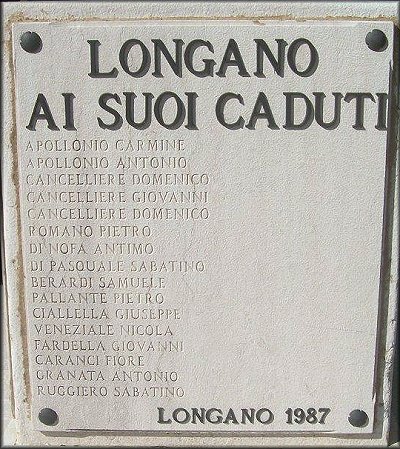 LONGANO
AI SUOI CADUTI
APOLLONIO CARMINE
APOLLONIO ANTONIO
CANCELLIERE DOMENICO
CANCELLIERE GIOVANNI
CANCELLIERE DOMENICO
ROMANO PIETRO
DI NOFA ANTIMO
DI PASQUALE SABATINO
BERARDI SAMUELE
PALLANTE PIETRO
CIALLELLA GIUSEPPE
VENEZIALE NICOLA
FARDELLA GIOVANNI
CARANCI FIORE
GRANATA ANTONIO
RUGGIERO SABATINO
LONGANO 1987